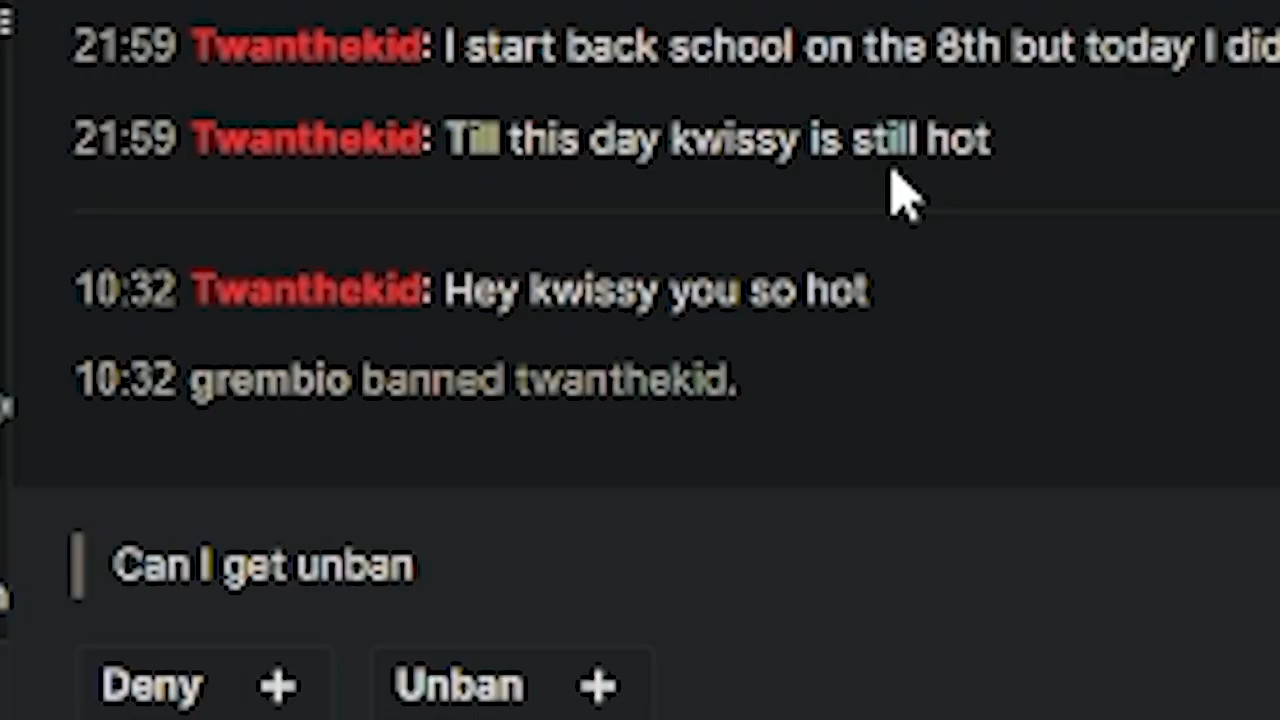 21:59 Twanthekid: I start back school on the 8th but today I did
21:59 Twanthekid: Till this day kwissy is still hot
10:32 Twanthekid: Hey kwissy you so hot
10:32 grembio banned twanthekid.
Can I get unban
Deny +
Unban +